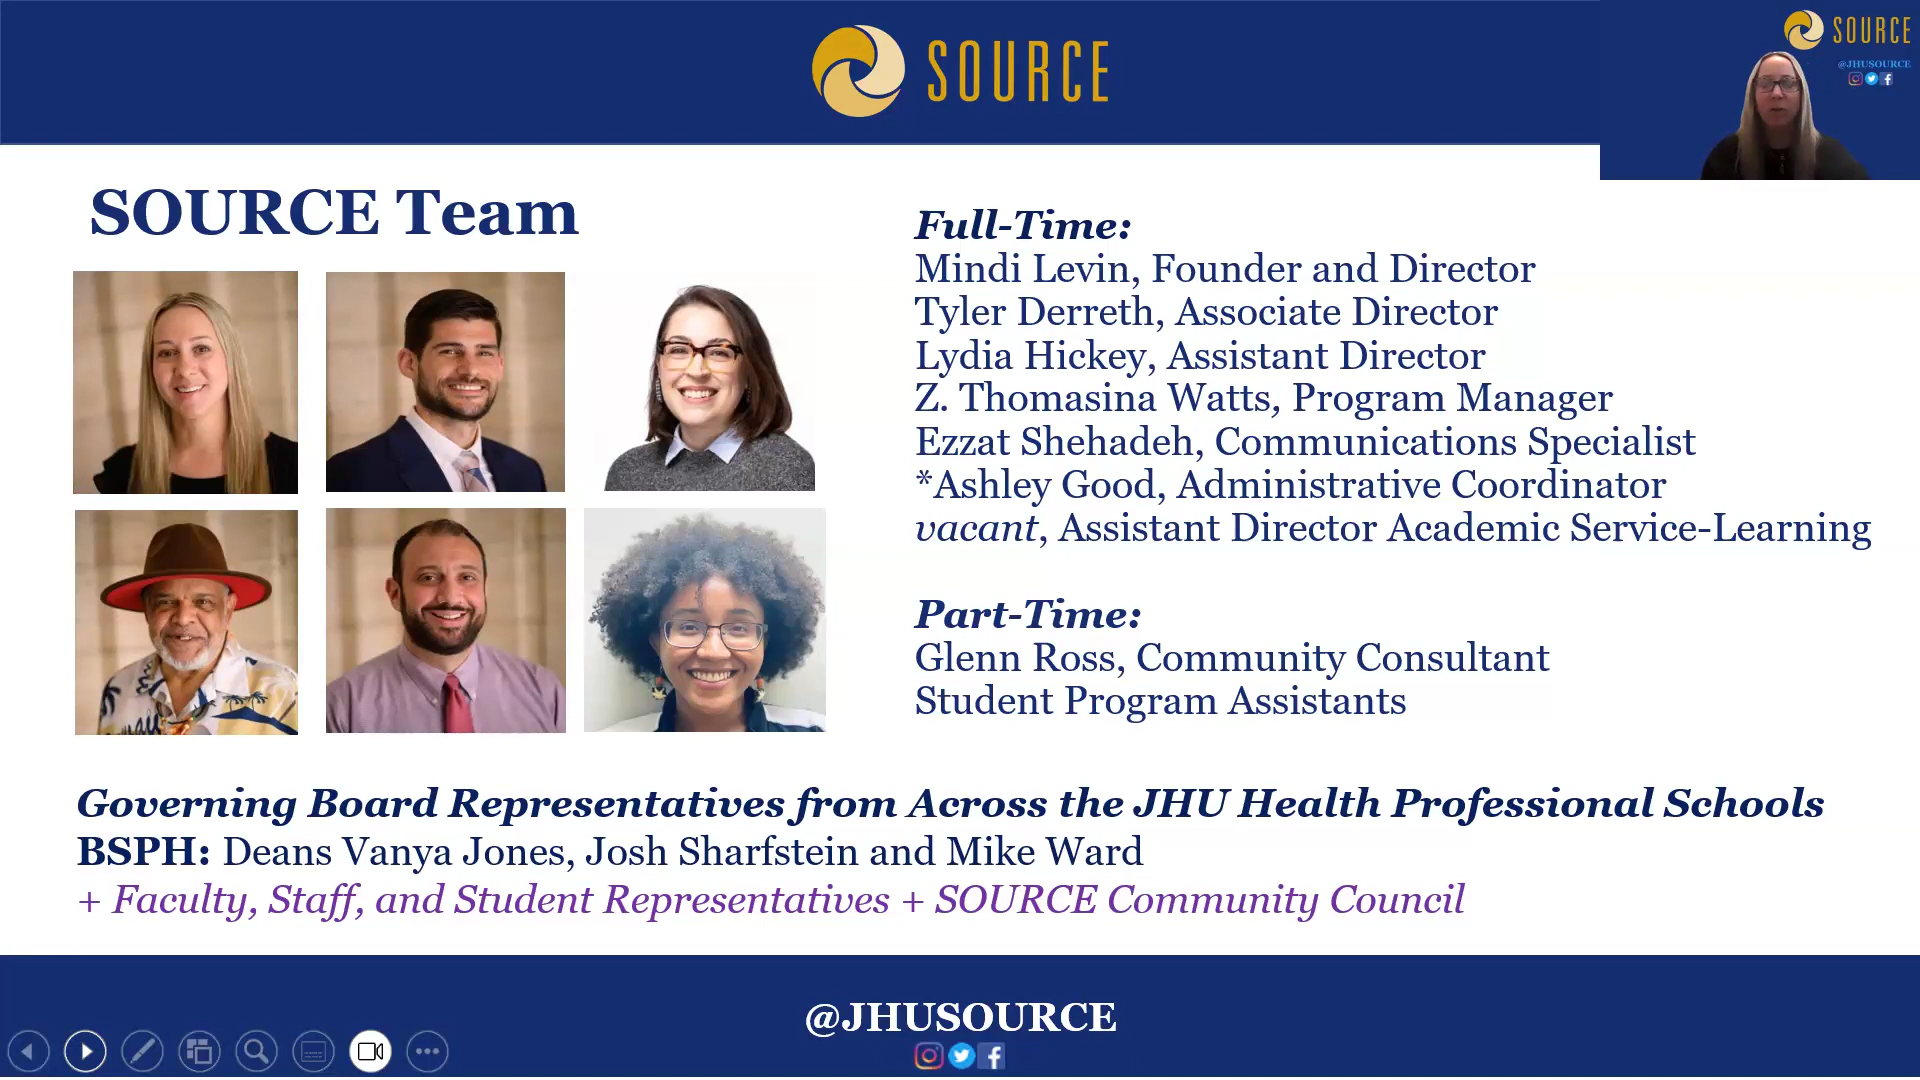 SOURCE
SOURCE
@JHUSOURCE
SOURCE Team
Full-Time:
Mindi Levin, Founder and Director
Tyler Derreth, Associate Director
Lydia Hickey, Assistant Director
Z. Thomasina Watts, Program Manager
Ezzat Shehadeh, Communications Specialist
*Ashley Good, Administrative Coordinator
vacant, Assistant Director Academic Service-Learning
Part-Time:
Glenn Ross, Community Consultant
Student Program Assistants
Governing Board Representatives from Across the JHU Health Professional Schools
BSPH: Deans Vanya Jones, Josh Sharfstein and Mike Ward
+ Faculty, Staff, and Student Representatives + SOURCE Community Council
@JHUSOURCE